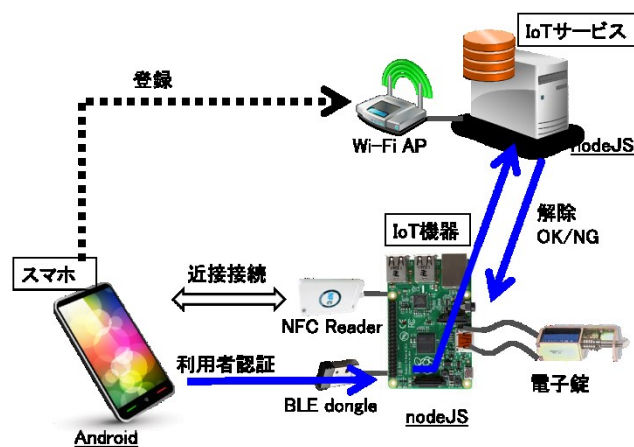 IoTサービス
登録
Wi-Fi AP
nodeJS
解除
OK/NG
IoT機器
スマホ
近接接続
NFC Reader
利用者認証
電子錠
BLE dongle
nodeJS
Android